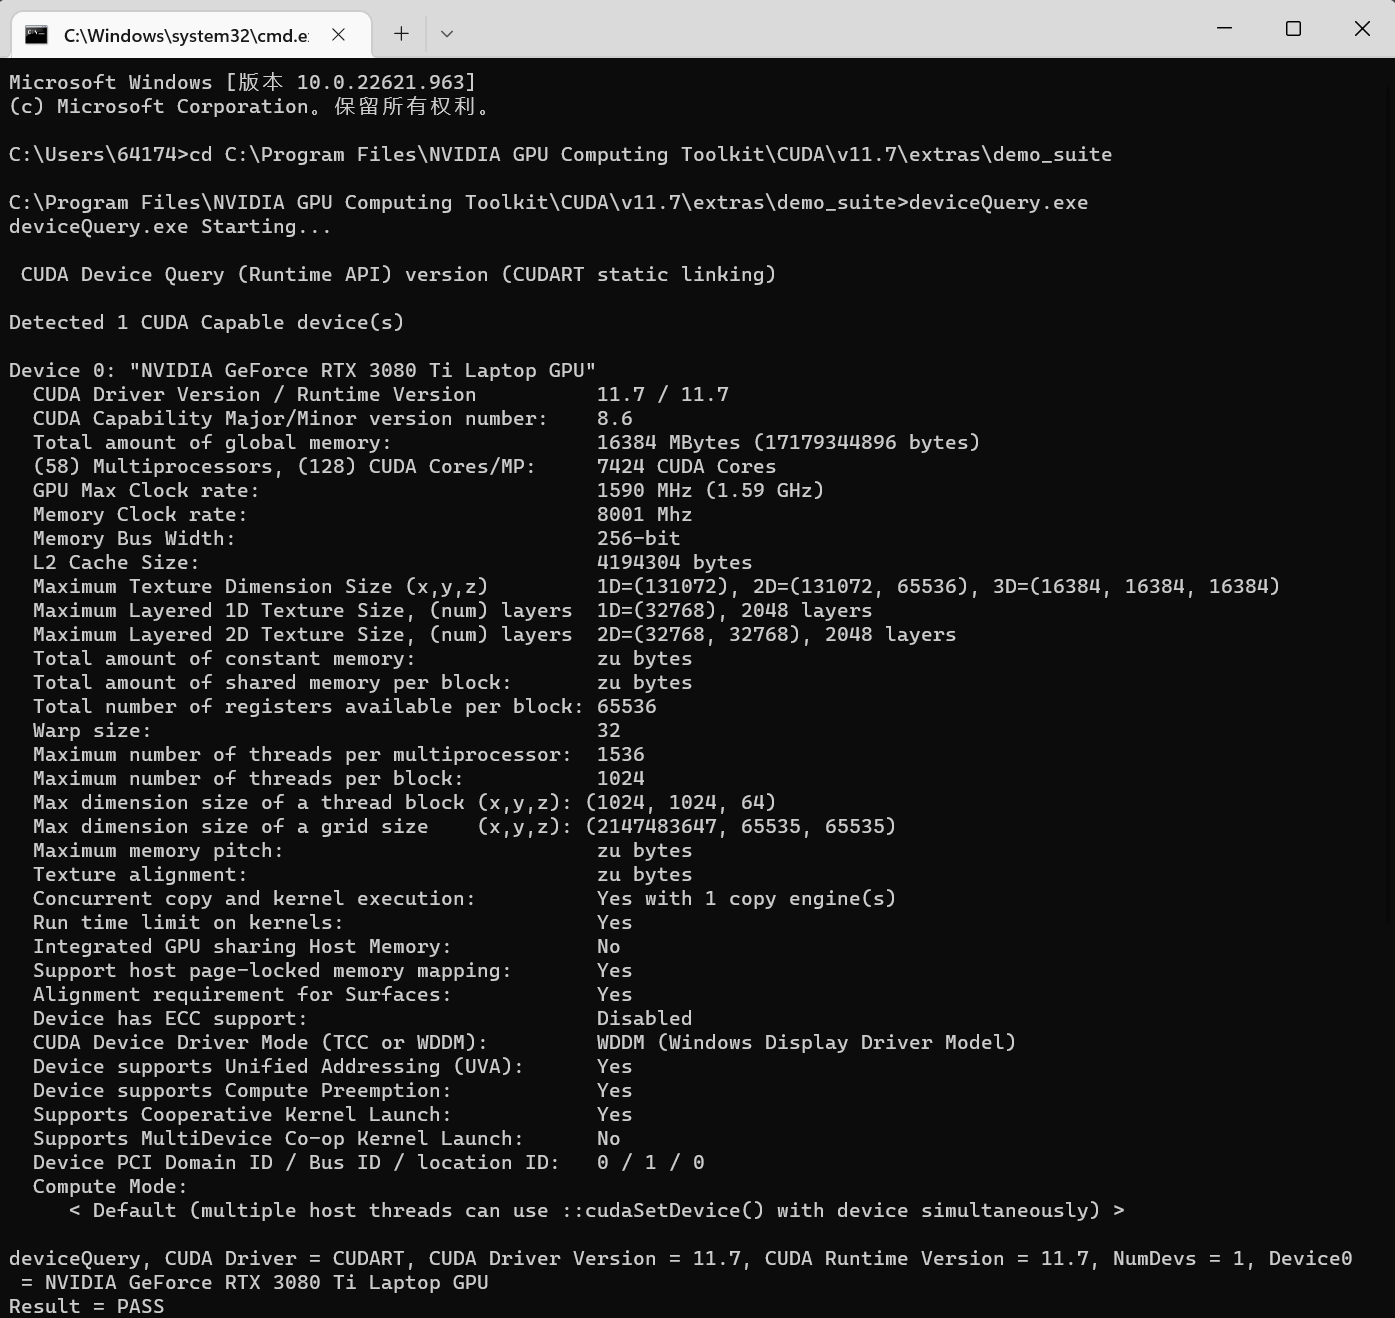 C:\Windows\system32\cmd.e
Microsoft Windows [版本 10.0.22621.963]
(c) Microsoft Corporation。保留所有权利。
C:\Users\64174>cd C:\Program Files\NVIDIA GPU Computing Toolkit\CUDA\v11.7\extras\demo_suite
C:\Program Files\NVIDIA GPU Computing Toolkit\CUDA\v11.7\extras\demo_suite>deviceQuery.exe
deviceQuery.exe Starting...
CUDA Device Query (Runtime API) version (CUDART static linking)
Detected 1 CUDA Capable device(s)
Device 0: "NVIDIA GeForce RTX 3080 Ti Laptop GPU"
CUDA Driver Version / Runtime Version 11.7 / 11.7
CUDA Capability Major/Minor version number: 8.6
Total amount of global memory: 16384 MBytes (17179344896 bytes)
(58) Multiprocessors, (128) CUDA Cores/MP: 7424 CUDA Cores
GPU Max Clock rate: 1590 MHz (1.59 GHz)
Memory Clock rate: 8001 Mhz
Memory Bus Width: 256-bit
L2 Cache Size: 4194304 bytes
Maximum Texture Dimension Size (x,y,z) 1D=(131072), 2D=(131072, 65536), 3D=(16384, 16384, 16384)
Maximum Layered 1D Texture Size, (num) layers 1D=(32768), 2048 layers
Maximum Layered 2D Texture Size, (num) layers 2D=(32768, 32768), 2048 layers
Total amount of constant memory: zu bytes
Total amount of shared memory per block: zu bytes
Total number of registers available per block: 65536
Warp size: 32
Maximum number of threads per multiprocessor: 1536
Maximum number of threads per block: 1024
Max dimension size of a thread block (x,y,z): (1024, 1024, 64)
Max dimension size of a grid size (x,y,z): (2147483647, 65535, 65535)
Maximum memory pitch: zu bytes
Texture alignment: zu bytes
Concurrent copy and kernel execution: Yes with 1 copy engine(s)
Run time limit on kernels: Yes
Integrated GPU sharing Host Memory: No
Support host page-locked memory mapping: Yes
Alignment requirement for Surfaces: Yes
Device has ECC support: Disabled
CUDA Device Driver Mode (TCC or WDDM): WDDM (Windows Display Driver Model)
Device supports Unified Addressing (UVA): Yes
Device supports Compute Preemption: Yes
Supports Cooperative Kernel Launch: Yes
Supports MultiDevice Co-op Kernel Launch: No
Device PCI Domain ID / Bus ID / location ID: 0 / 1 / 0
Compute Mode:
< Default (multiple host threads can use ::cudaSetDevice() with device simultaneously) >
deviceQuery, CUDA Driver = CUDART, CUDA Driver Version = 11.7, CUDA Runtime Version = 11.7, NumDevs = 1, Device0
= NVIDIA GeForce RTX 3080 Ti Laptop GPU
Result = PASS